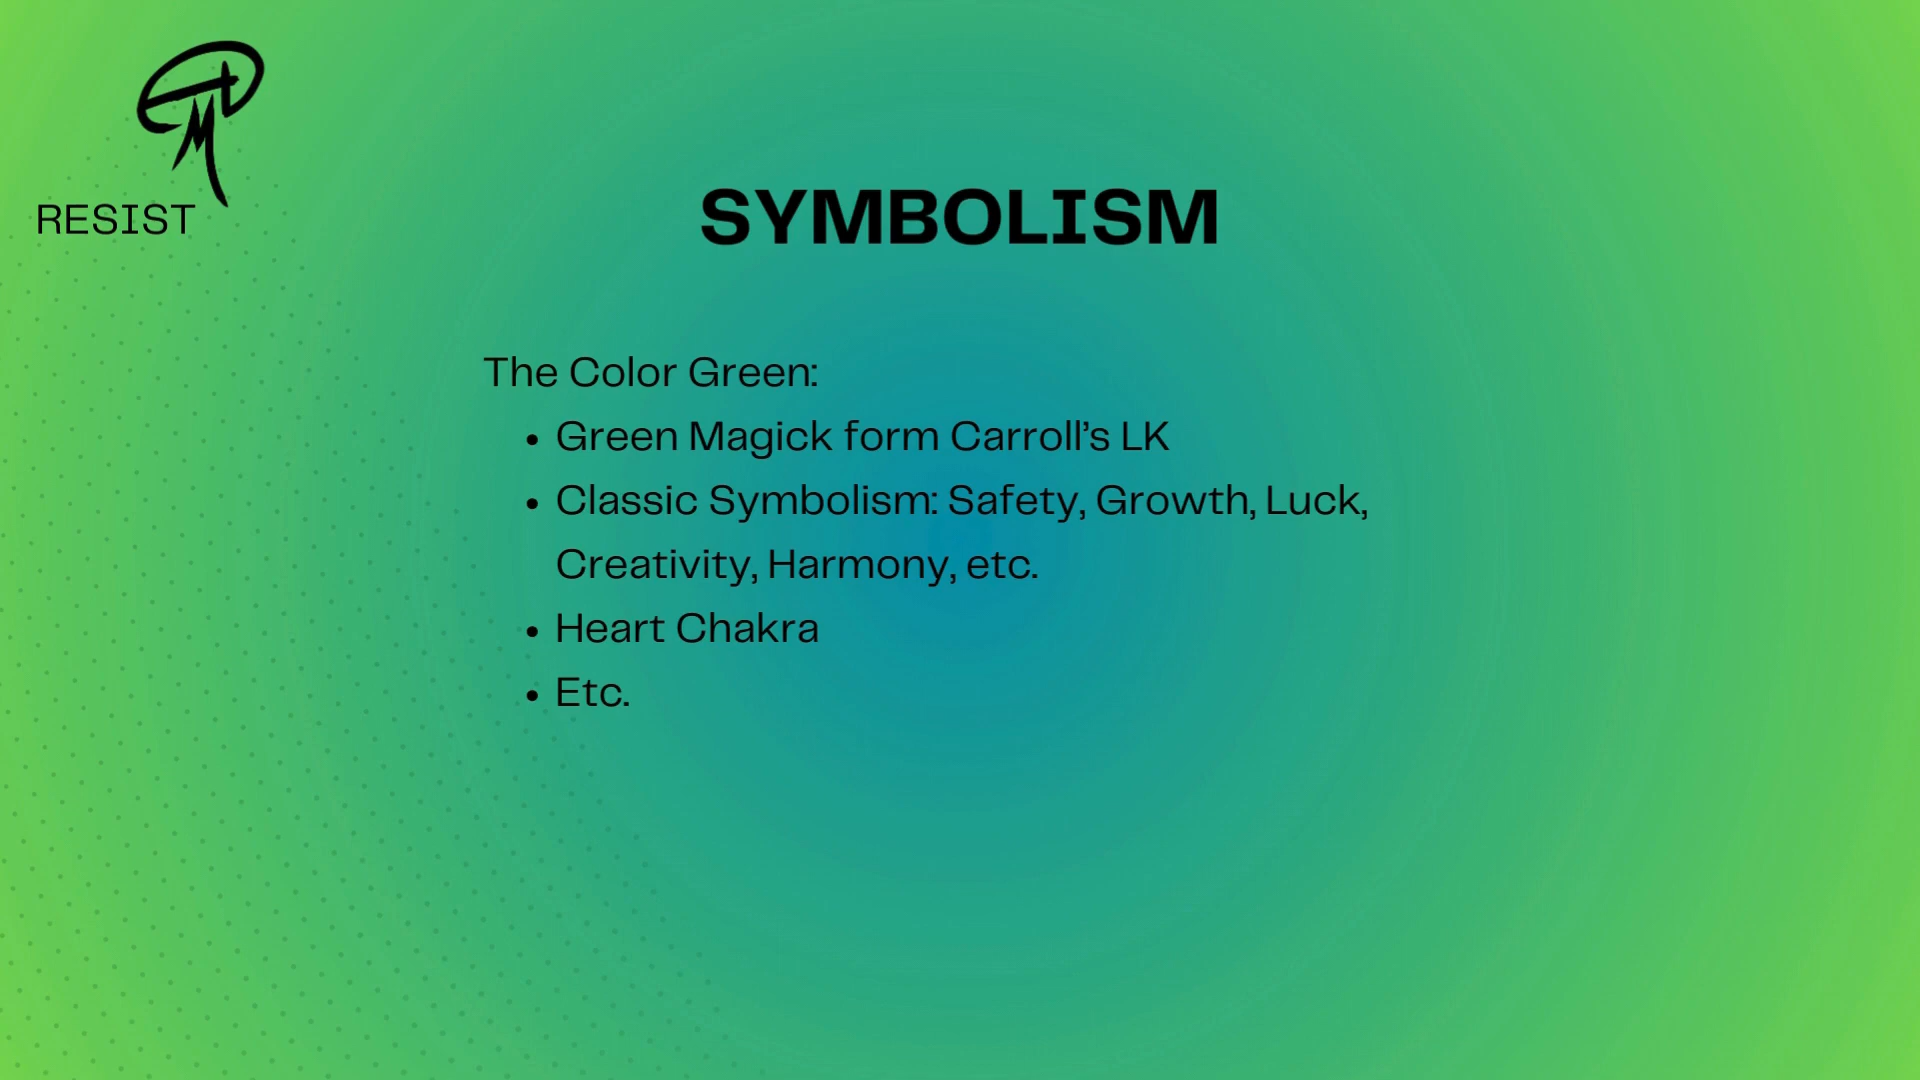 RESIST
SYMBOLISM
The Color Green:
• Green Magick form Carroll’s LK
• Classic Symbolism: Safety, Growth, Luck,
Creativity, Harmony, etc.
• Heart Chakra
• Etc.